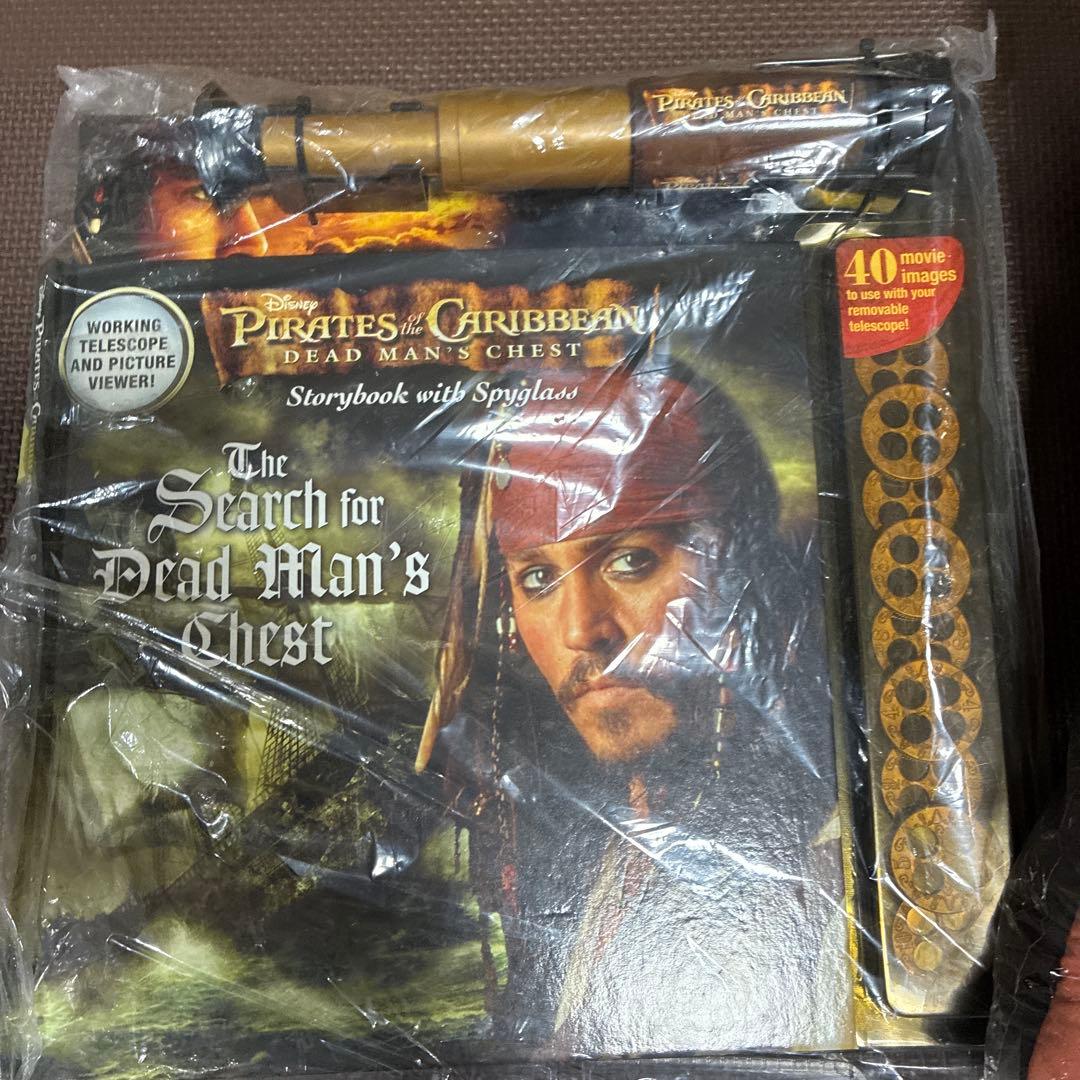 Disney
PIRATES of the CARIBBEAN
DEAD MAN'S CHEST
40 movie
images
to use with your
removable
telescope!
WORKING
TELESCOPE
AND PICTURE
VIEWER!
Disney
PIRATES of the CARIBBEAN
DEAD MAN'S CHEST
Storybook with Spyglass
The
Search for
Dead Man's
Chest